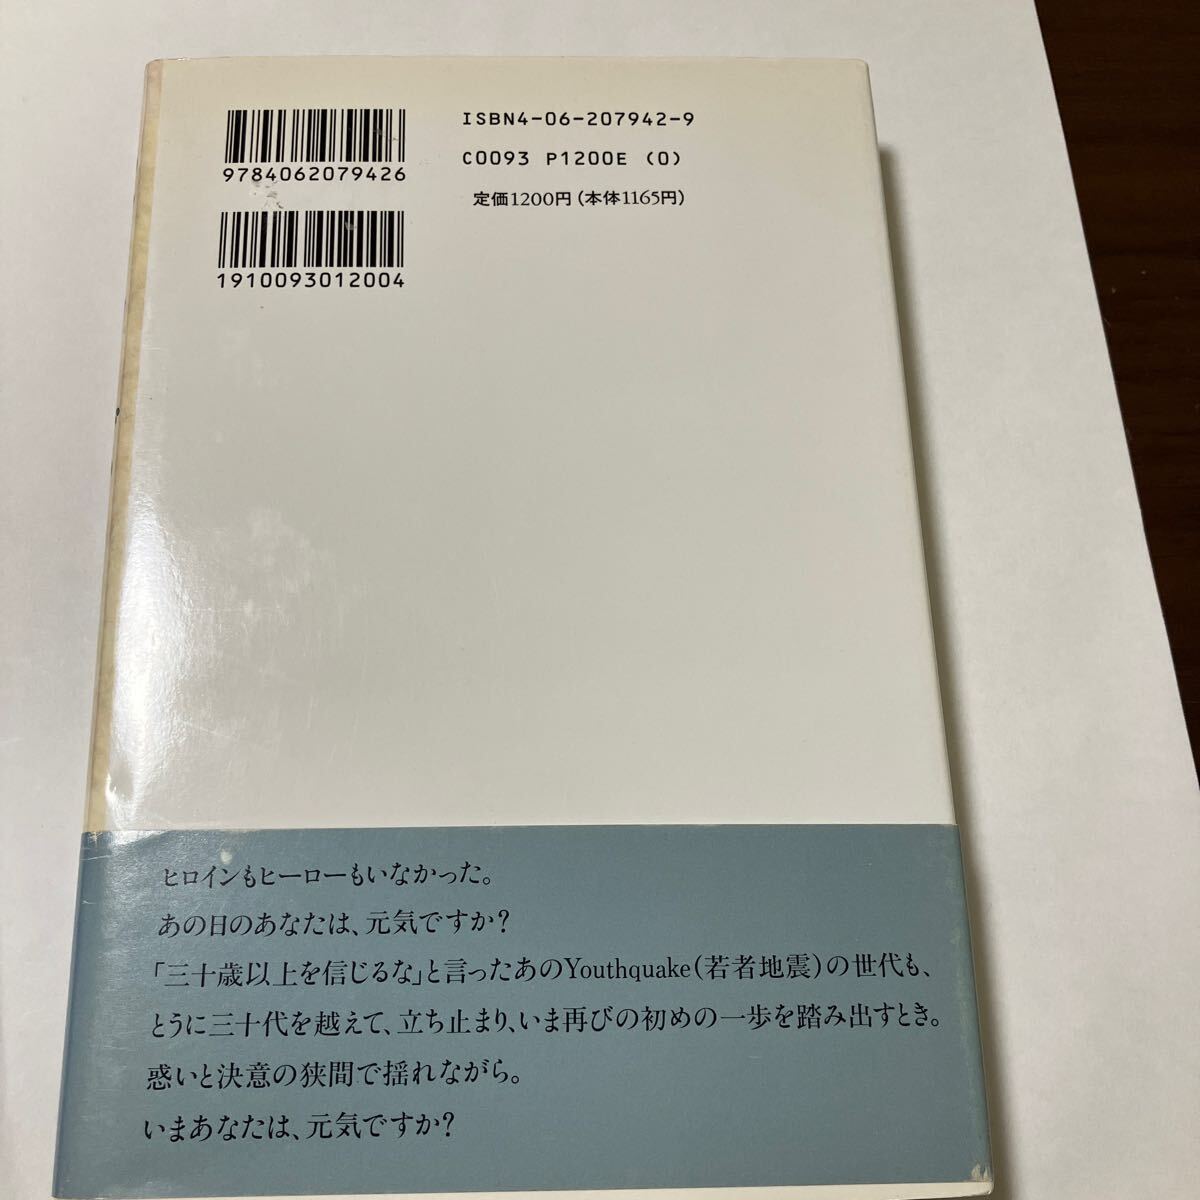 ISBN4-06-207942-9
9784062079426
C0093 P1200E (0)
定価1200円(本体1165円)
1910093012004
ヒロインもヒーローもいなかった。
あの日のあなたは、元気ですか?
「三十歳以上を信じるな」と言ったあのYouthquake(若者地震)の世代も、
とうに三十代を越えて、立ち止まり、いま再びの初めの一歩を踏み出すとき。
惑いと決意の狭間で揺れながら。
いまあなたは、元気ですか?